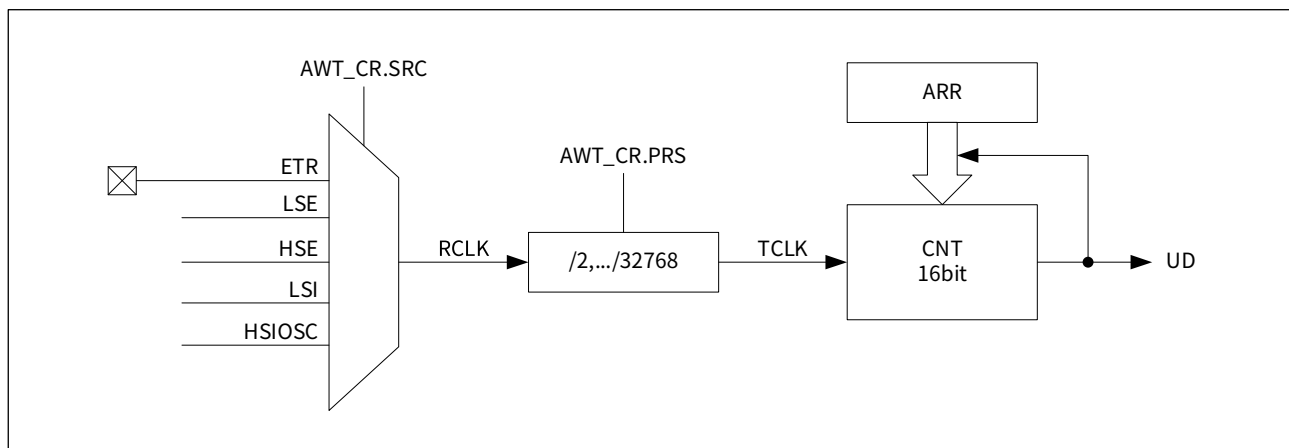 AWT_CR.SRC
ARR
ETR
AWT_CR.PRS
LSE
HSE
RCLK
/2,.../32768
TCLK
CNT
16bit
UD
LSI
HSIOSC